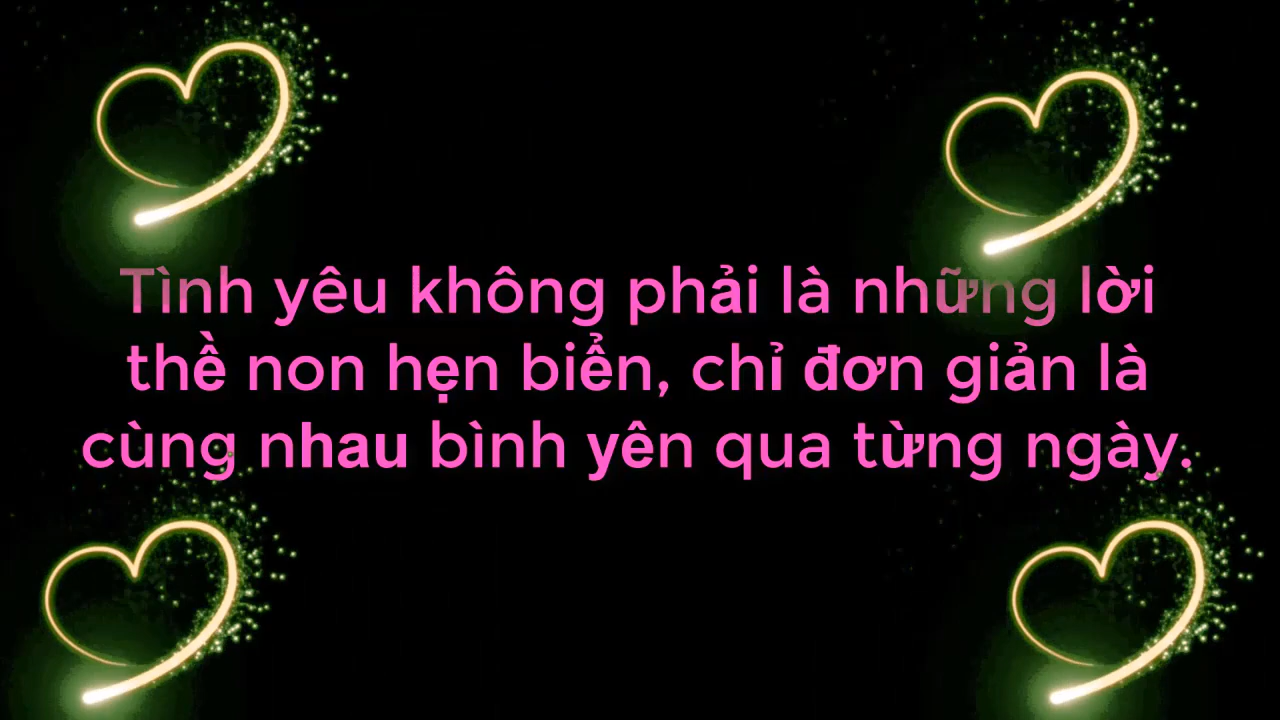 Tình yêu không phải là những lời
thề non hẹn biển, chỉ đơn giản là
cùng nhau bình yên qua từng ngày.